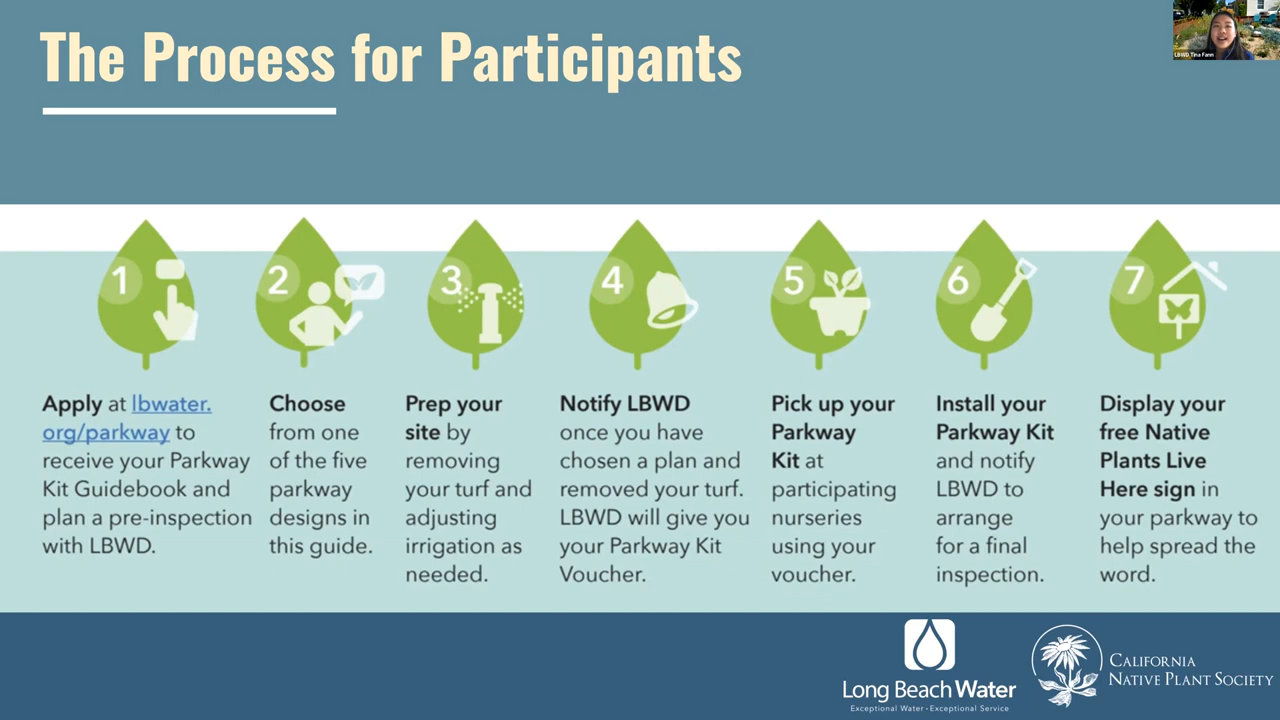 The Process for Participants
LBWD Tina Fann
1
Apply at lbwater.
org/parkway to
receive your Parkway
Kit Guidebook and
plan a pre-inspection
with LBWD.
2
Choose
from one
of the five
parkway
designs in
this guide.
3
Prep your
site by
removing
your turf and
adjusting
irrigation as
needed.
4
Notify LBWD
once you have
chosen a plan and
removed your turf.
LBWD will give you
your Parkway Kit
Voucher.
5
Pick up your
Parkway
Kit at
participating
nurseries
using your
voucher.
6
Install your
Parkway Kit
and notify
LBWD to
arrange
for a final
inspection.
7
Display your
free Native
Plants Live
Here sign in
your parkway to
help spread the
word.
Long Beach Water
Exceptional Water • Exceptional Service
CALIFORNIA
NATIVE PLANT SOCIETY